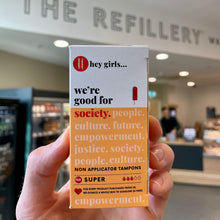 THE REFILLERY
hey girls...
we're
good for
society. people.
culture. future.
empowerment.
justice. society.
people. culture.
NON APPLICATOR TAMPONS
SUPER
empowerment.